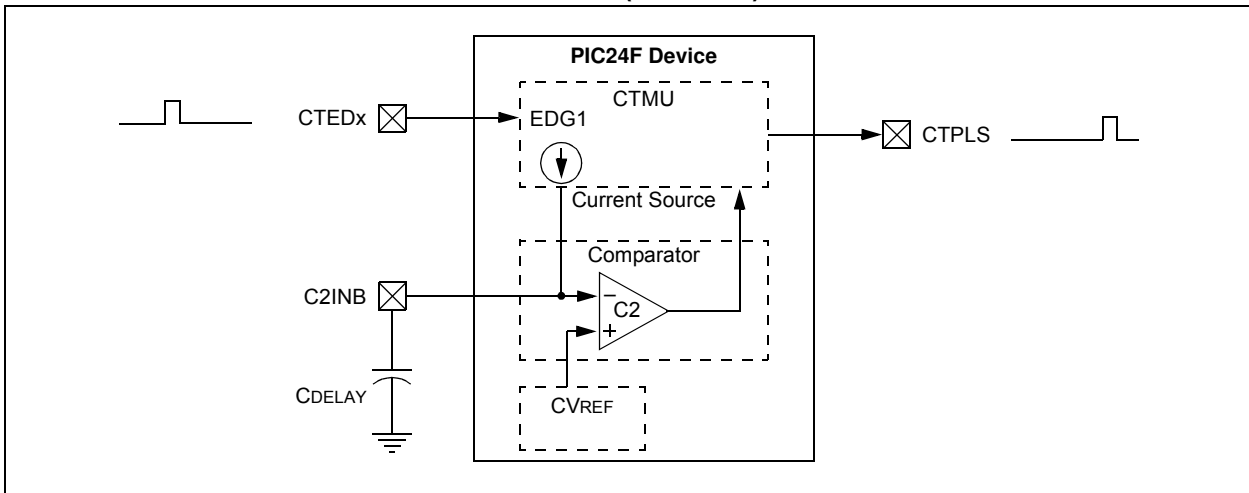 PIC24F Device
CTMU
CTEDx
EDG1
CTPLS
Current Source
Comparator
C2INB
−
C2
+
CDELAY
CVREF